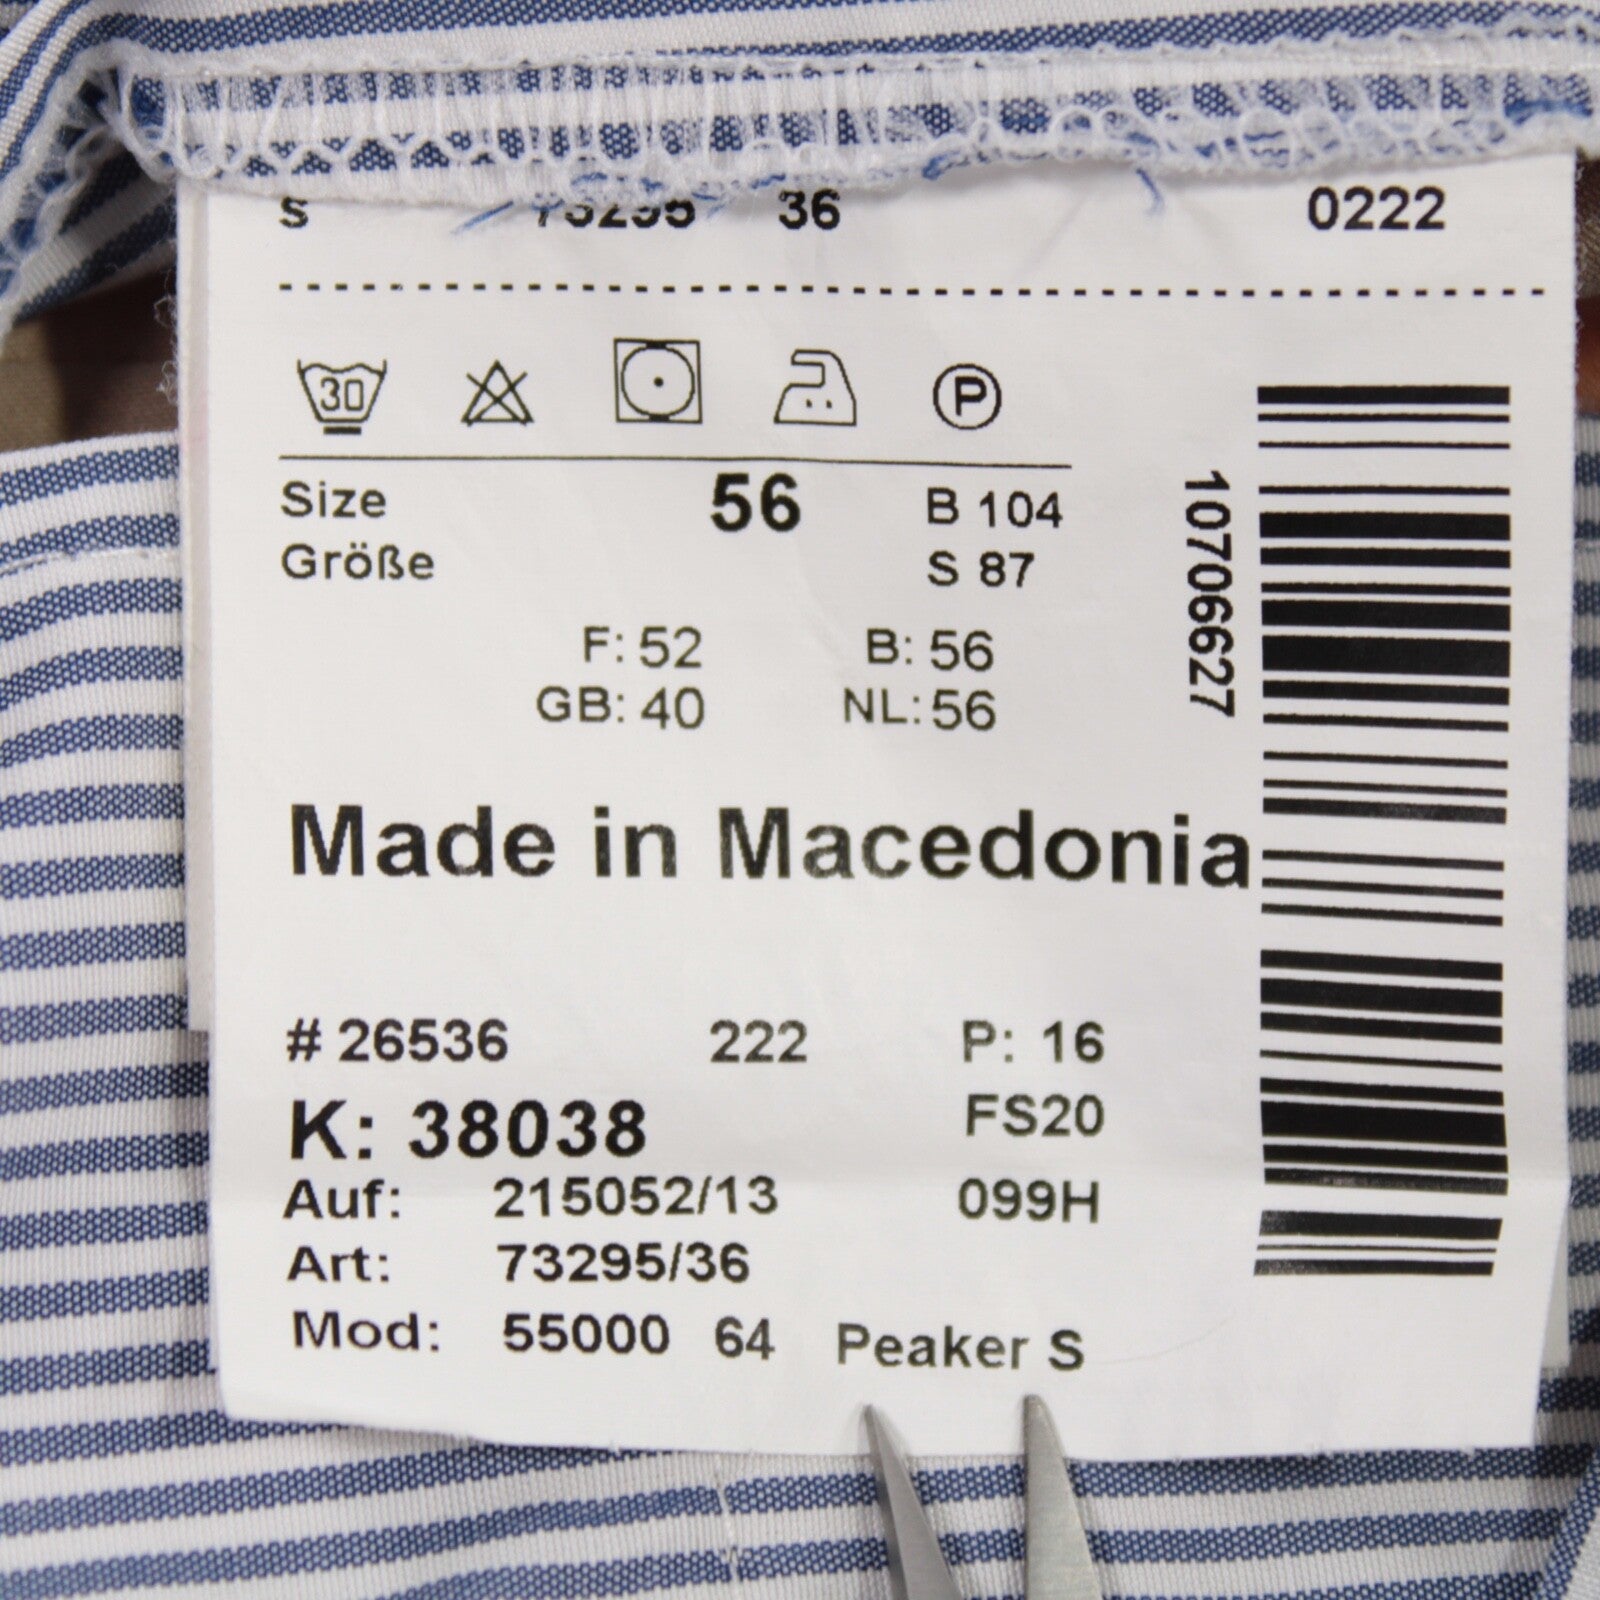 S 73295 36 0222
30 P
Size 56 B 104
Größe S 87
F: 52 B: 56
GB: 40 NL: 56
10706627
Made in Macedonia
# 26536 222 P: 16
K: 38038 FS20
Auf: 215052/13 099H
Art: 73295/36
Mod: 55000 64 Peaker S